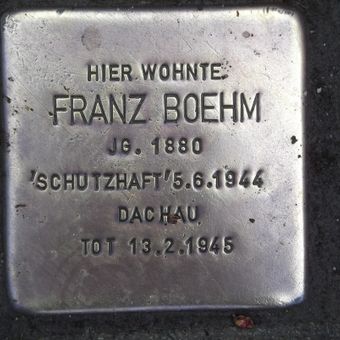 HIER WOHNTE
FRANZ BOEHM
JG. 1880
'SCHUTZHAFT' 5.6.1944
DACHAU
TOT 13.2.1945